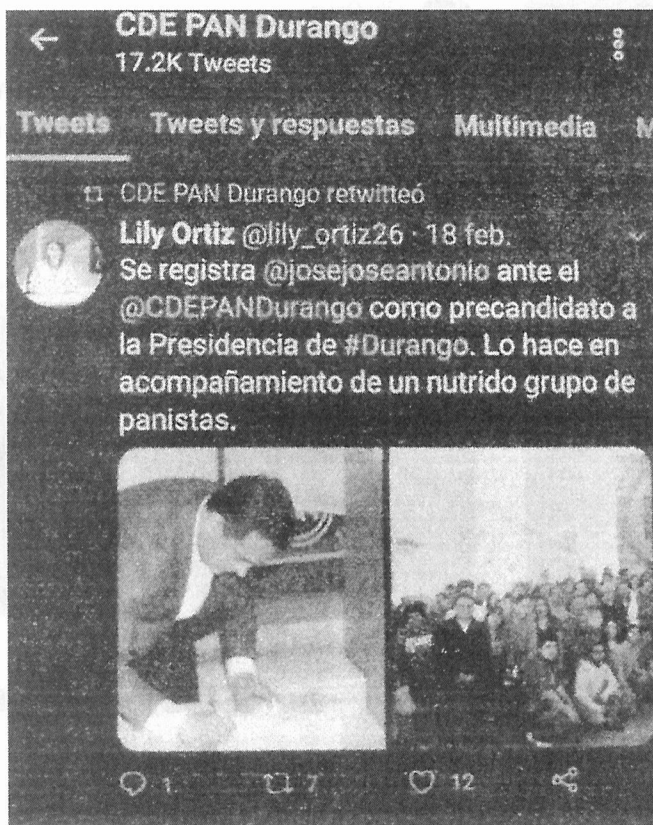 CDE PAN Durango
17.2K Tweets
Tweets Tweets y respuestas Multimedia M
CDE PAN Durango retwitteó
Lily Ortiz @lily_ortiz26 · 18 feb.
Se registra @josejoseantonio ante el
@CDEPANDurango como precandidato a
la Presidencia de #Durango. Lo hace en
acompañamiento de un nutrido grupo de
panistas.
1 7 12